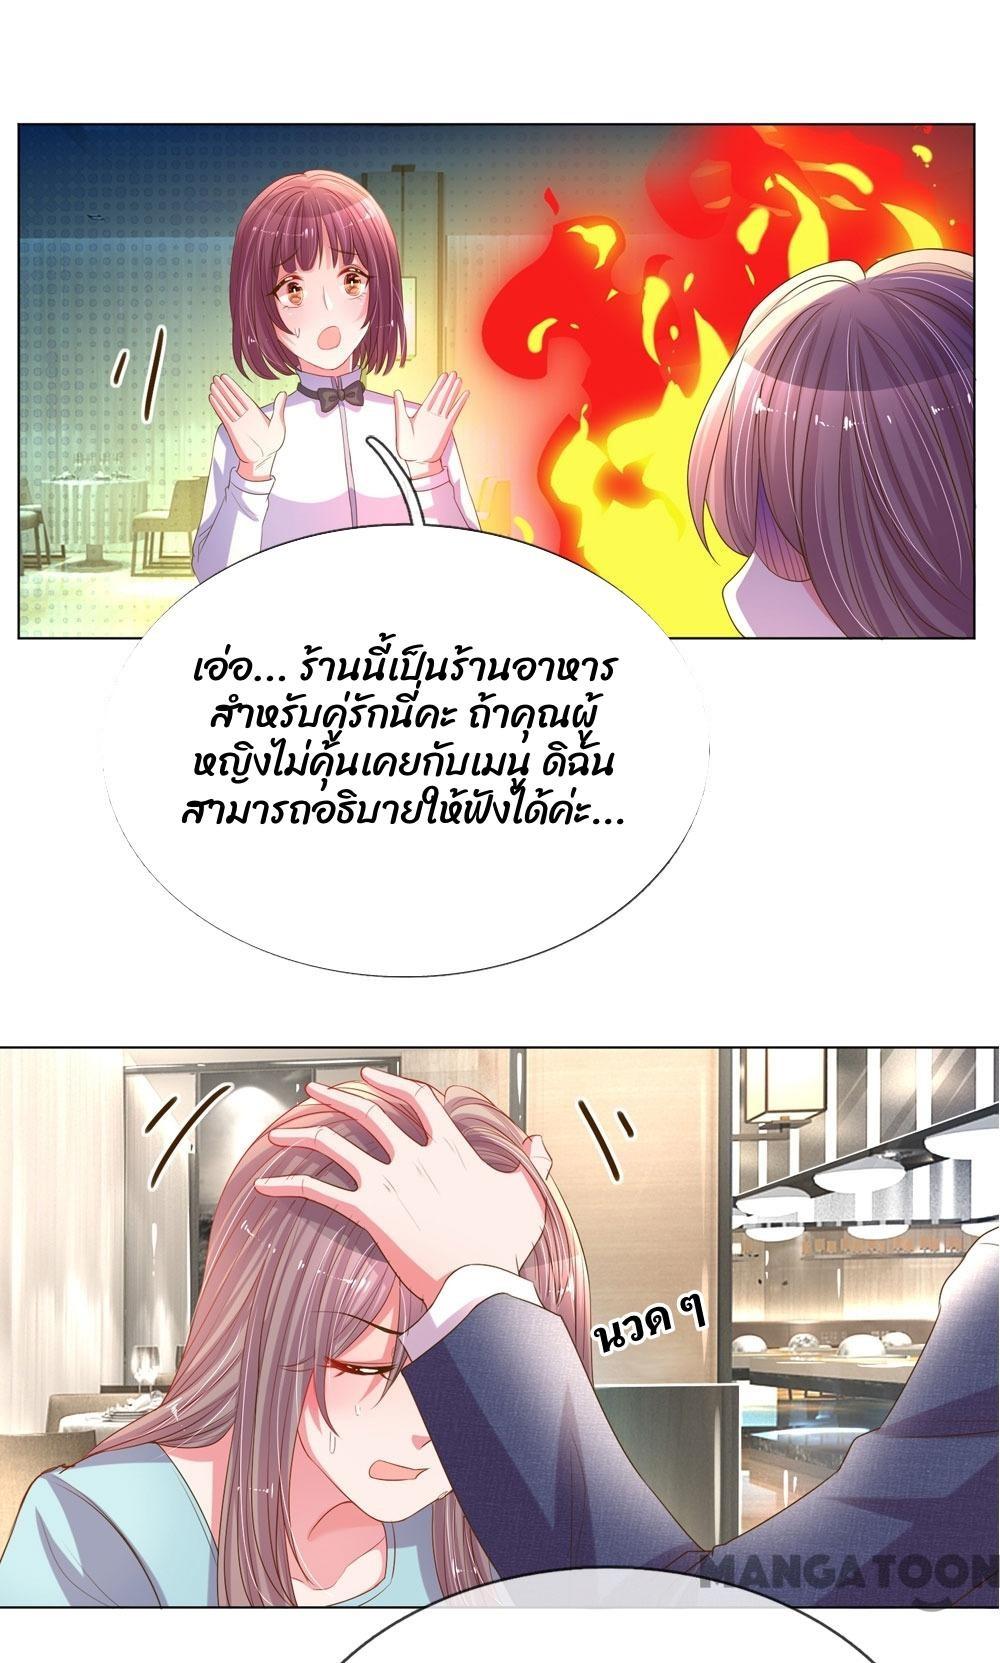 เอ่อ... ร้านนี้เป็นร้านอาหาร
สำหรับคู่รักนี่คะ ถ้าคุณผู้
หญิงไม่คุ้นเคยกับเมนู ดิฉัน
สามารถอธิบายให้ฟังได้ค่ะ...
นวด ๆ
MANGATOON